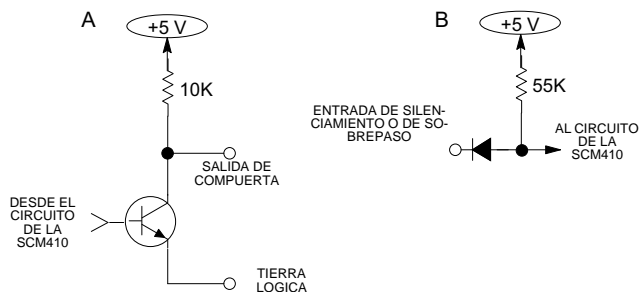 A
+5 V
10K
SALIDA DE
COMPUERTA
DESDE EL
CIRCUITO
DE LA
SCM410
TIERRA
LOGICA
B
+5 V
55K
ENTRADA DE SILEN-
CIAMIENTO O DE SO-
BREPASO
AL CIRCUITO
DE LA
SCM410